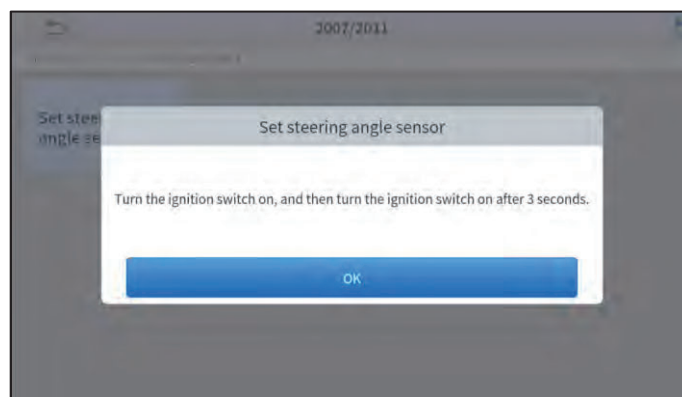 2007/2011
Set stee
angle se
Set steering angle sensor
Turn the ignition switch on, and then turn the ignition switch on after 3 seconds.
OK